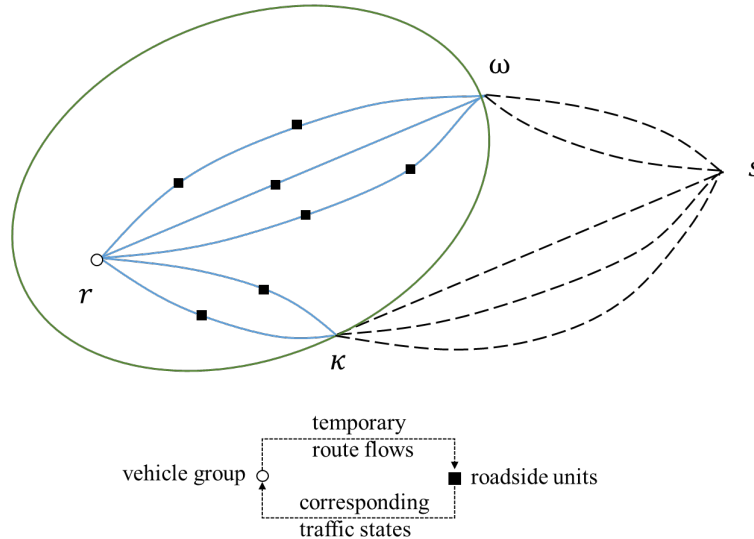 ω
s
r
κ
temporary
route flows
vehicle group
roadside units
corresponding
traffic states